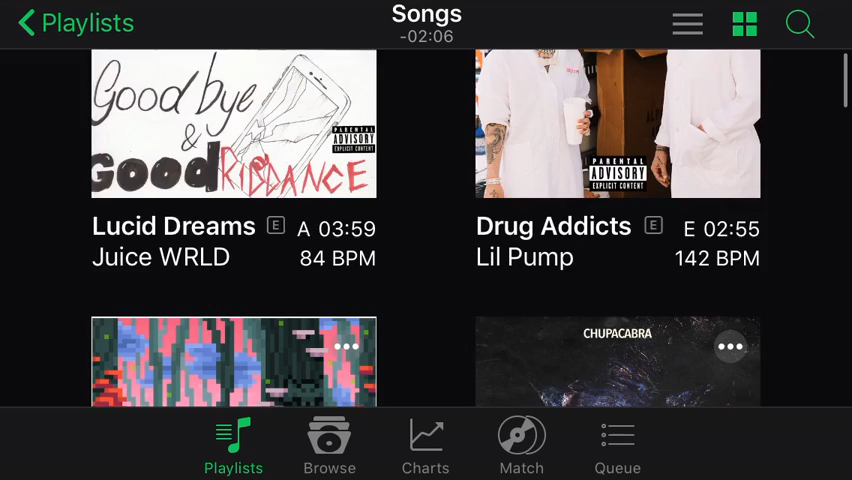 Playlists
Songs
-02:06
Good bye
&
Good RIDDANCE
PARENTAL
ADVISORY
EXPLICIT CONTENT
PARENTAL
ADVISORY
EXPLICIT CONTENT
Lucid Dreams E A 03:59
Juice WRLD 84 BPM
Drug Addicts E E 02:55
Lil Pump 142 BPM
CHUPACABRA
Playlists
Browse
Charts
Match
Queue